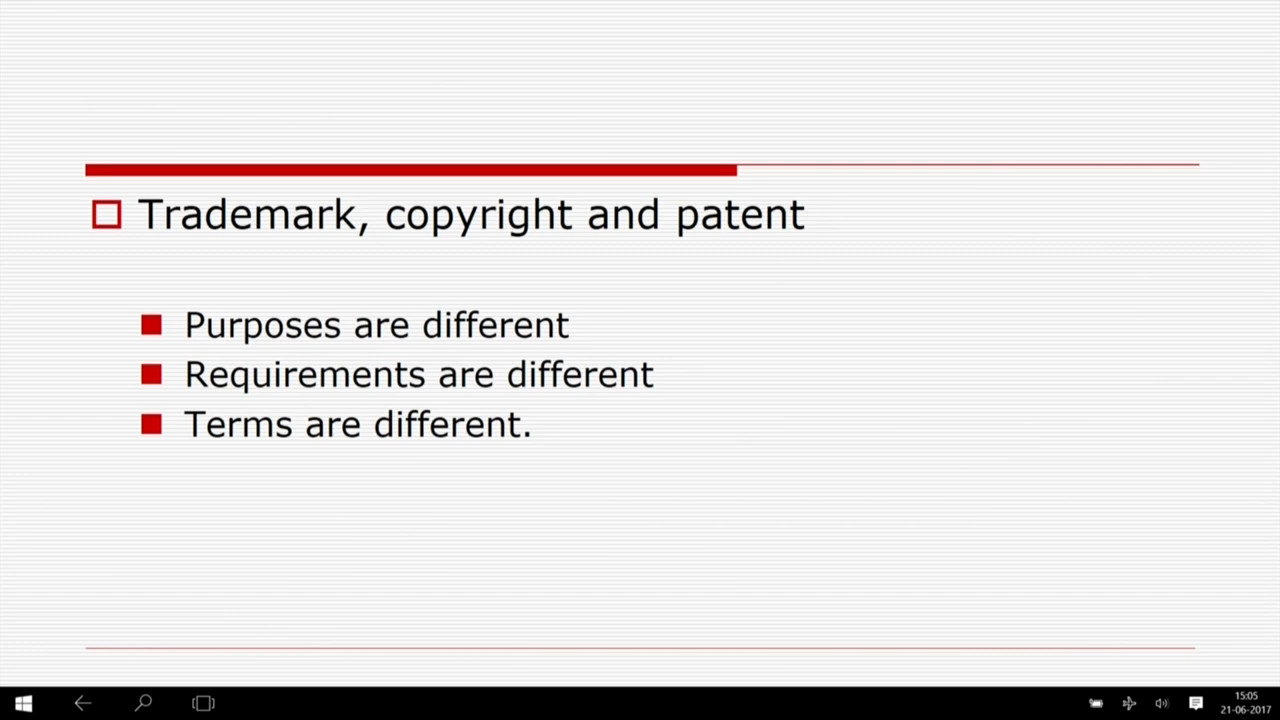 Trademark, copyright and patent
Purposes are different
Requirements are different
Terms are different.
15:05
21-06-2017